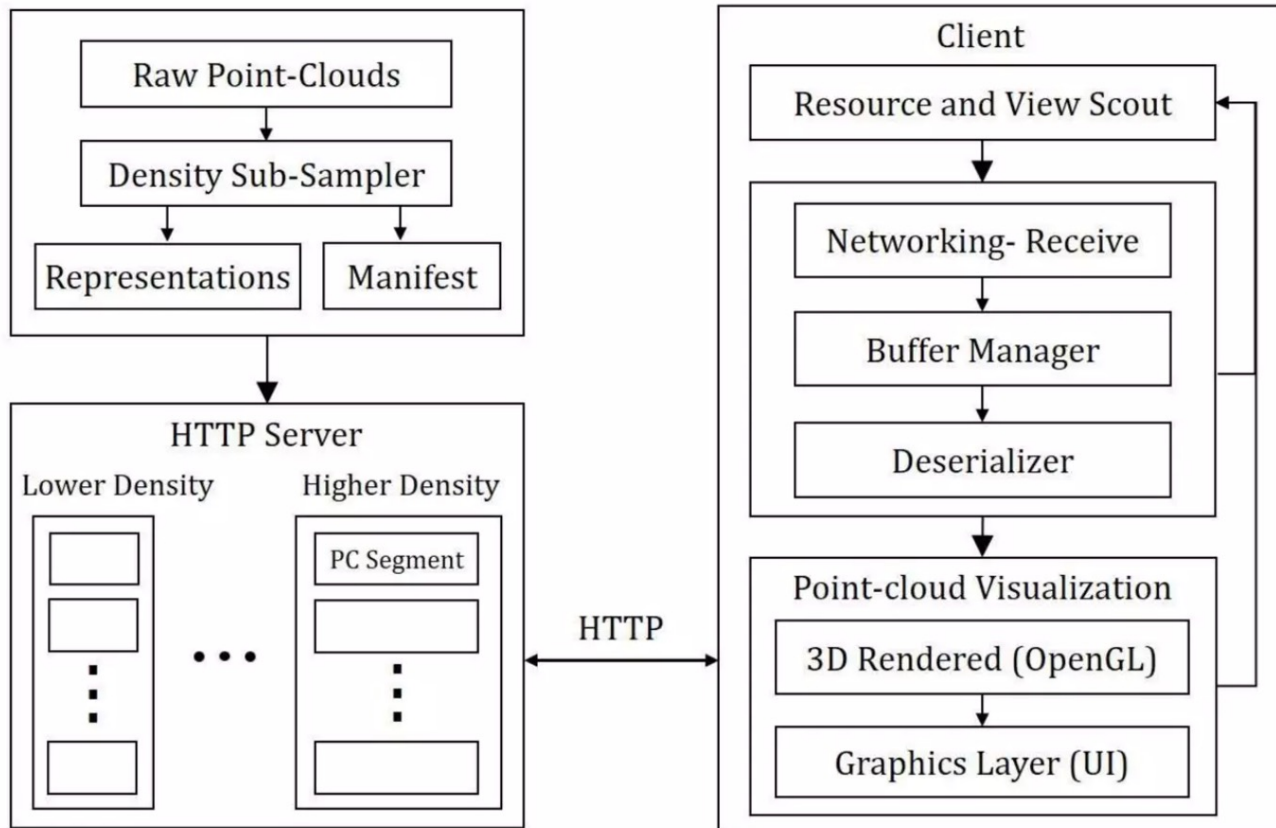 Raw Point-Clouds
Density Sub-Sampler
Representations
Manifest
HTTP Server
Lower Density
Higher Density
PC Segment
HTTP
Client
Resource and View Scout
Networking- Receive
Buffer Manager
Deserializer
Point-cloud Visualization
3D Rendered (OpenGL)
Graphics Layer (UI)